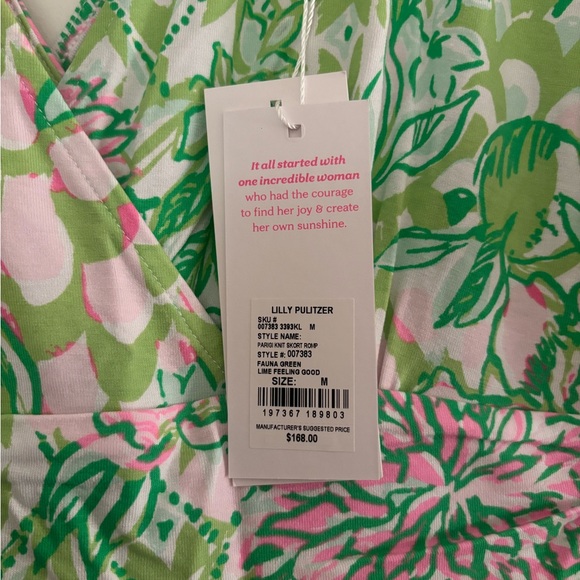 It all started with
one incredible woman
who had the courage
to find her joy & create
her own sunshine.
LILLY PULITZER
SKU #
007383 3393KL M
STYLE NAME:
PARIGI KNIT SKORT ROMP
STYLE #: 007383
FAUNA GREEN
LIME FEELING GOOD
SIZE: M
197367 189803
MANUFACTURER'S SUGGESTED PRICE
$168.00